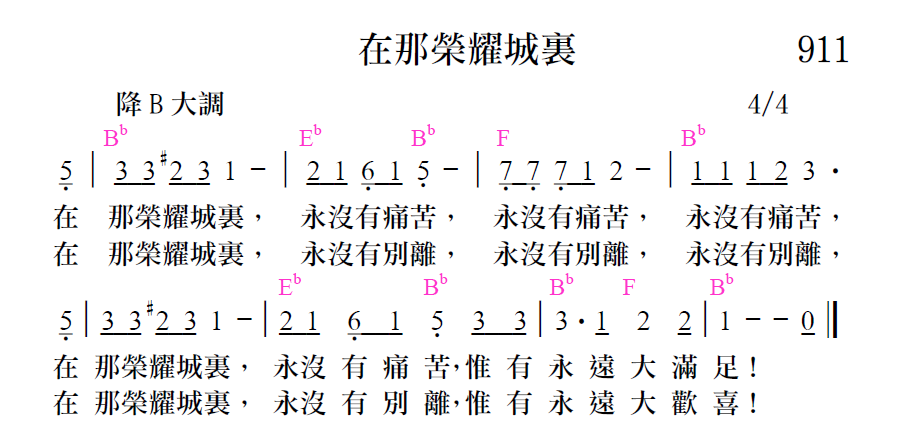 在那榮耀城裏 911
降 B 大調 4/4
B♭ E♭ B♭ F B♭
5̣ | 3 3 #2 3 1 – | 2 1 6̣ 1 5̣ – | 7̣ 7̣ 7̣ 1 2 – | 1 1 1 2 3 ·
在 那榮耀城裏， 永沒有痛苦， 永沒有痛苦， 永沒有痛苦，
在 那榮耀城裏， 永沒有別離， 永沒有別離， 永沒有別離，
E♭ B♭ B♭ F B♭
5̣ | 3 3 #2 3 1 – | 2 1 6̣ 1 5̣ 3 3 | 3 · 1 2 2 | 1 – – 0 ‖
在 那榮耀城裏， 永沒 有 痛 苦，惟 有 永 遠 大 滿 足！
在 那榮耀城裏， 永沒 有 別 離，惟 有 永 遠 大 歡 喜！